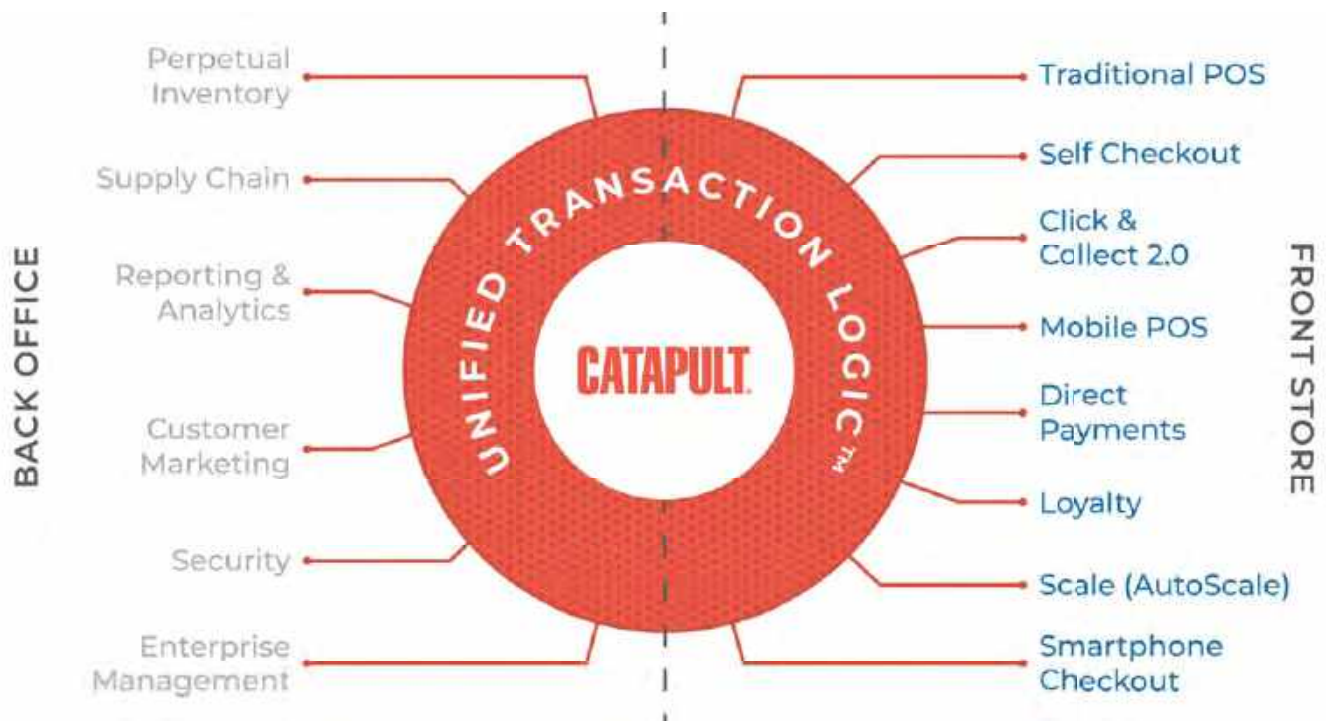 Perpetual
Inventory
Supply Chain
Reporting &
Analytics
Customer
Marketing
Security
Enterprise
Management
BACK OFFICE
UNIFIED TRANSACTION LOGIC™
CATAPULT
Traditional POS
Self Checkout
Click &
Collect 2.0
Mobile POS
Direct
Payments
Loyalty
Scale (AutoScale)
Smartphone
Checkout
FRONT STORE